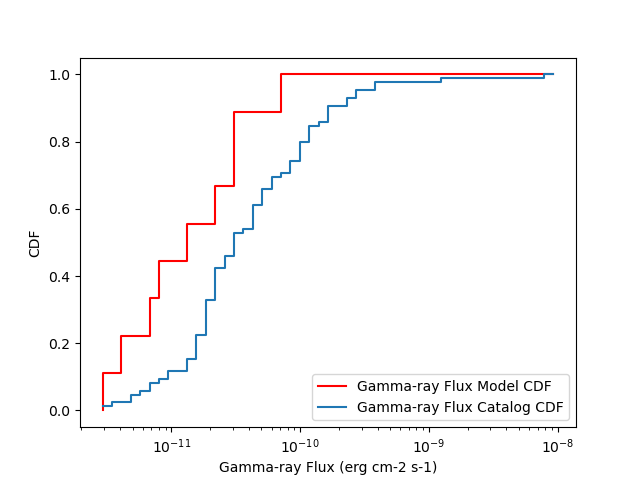 1.0
0.8
0.6
0.4
0.2
0.0
CDF
10⁻¹¹
10⁻¹⁰
10⁻⁹
10⁻⁸
Gamma-ray Flux (erg cm-2 s-1)
Gamma-ray Flux Model CDF
Gamma-ray Flux Catalog CDF